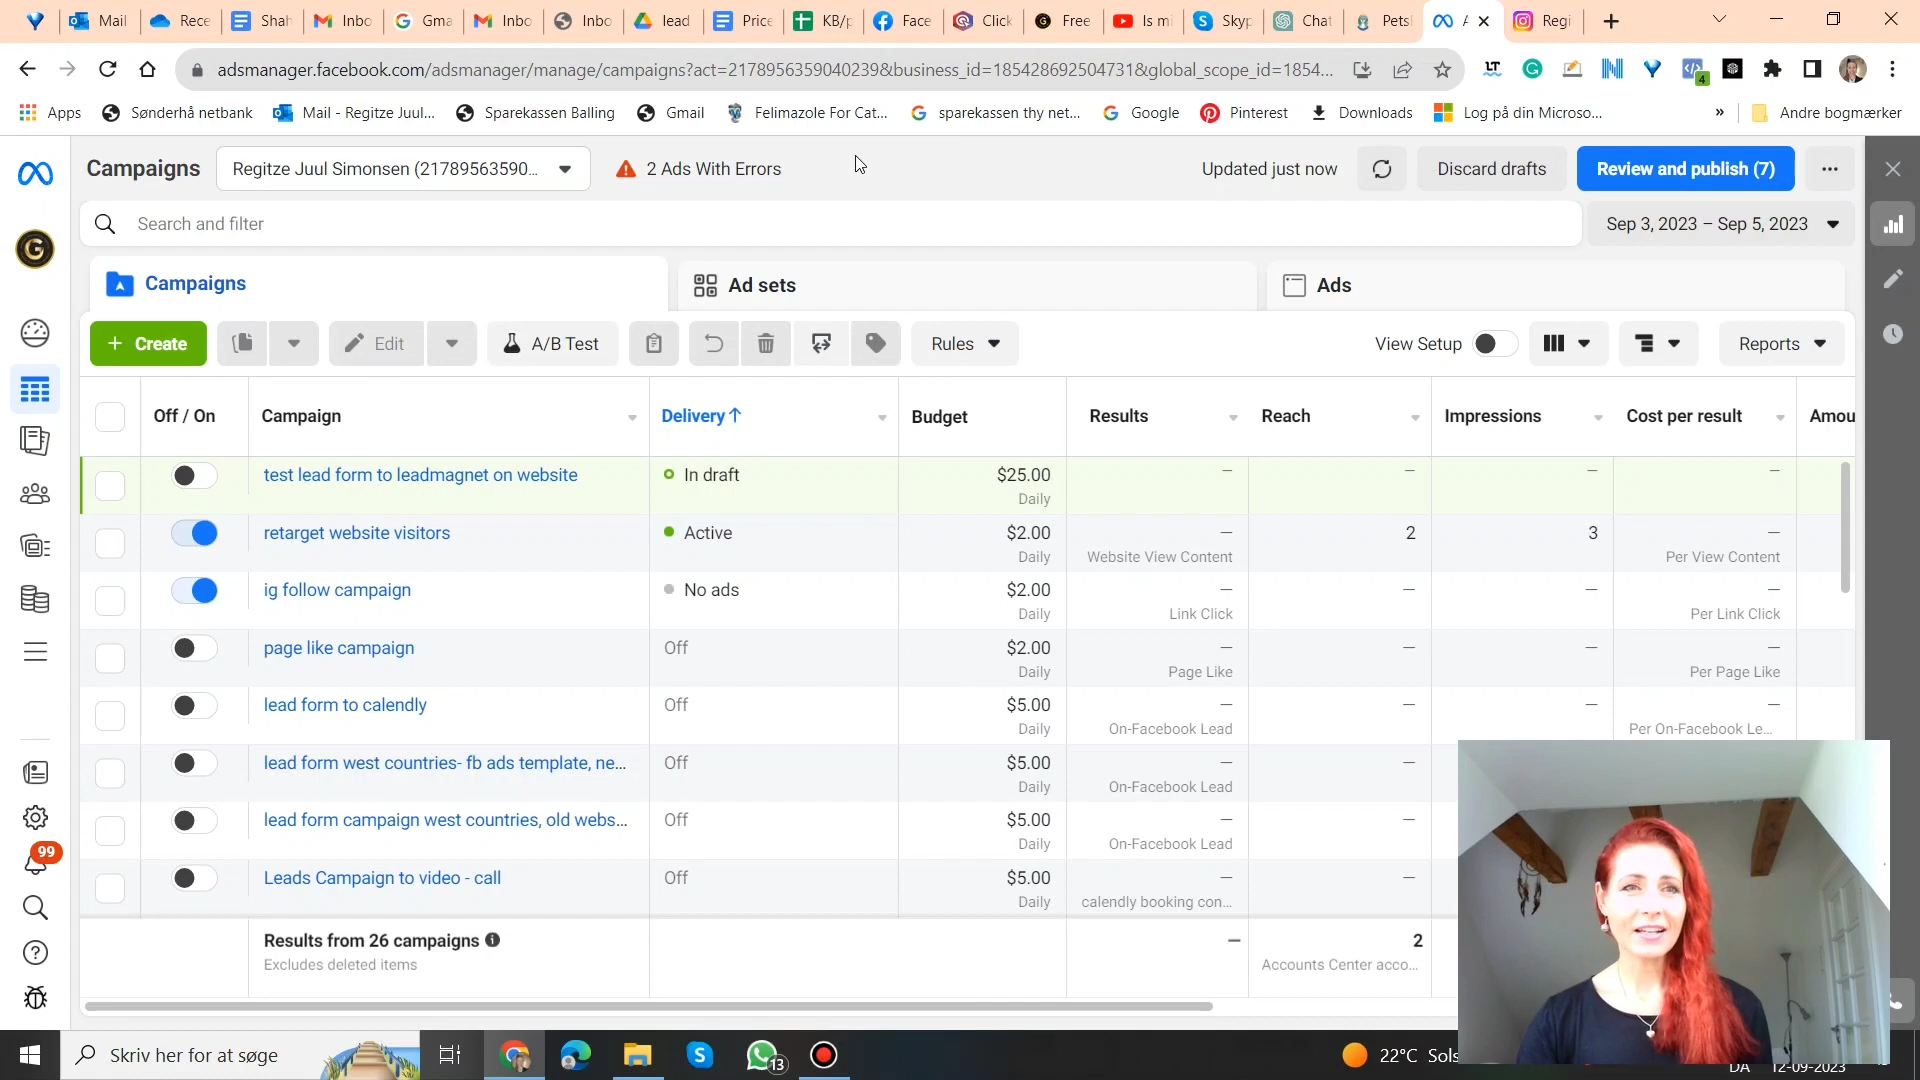 Mail
Rece
Shah
Inbo
Gma
Inbo
Inbo
lead
Price
KB/p
Face
Click
Free
Is mi
Skyp
Chat
Pets
A
Regi
adsmanager.facebook.com/adsmanager/manage/campaigns?act=2178956359040239&business_id=185428692504731&global_scope_id=1854...
LT
4
Apps
Sønderhå netbank
Mail - Regitze Juul...
Sparekassen Balling
Gmail
Felimazole For Cat...
sparekassen thy net...
Google
Pinterest
Downloads
Log på din Microso...
»
Andre bogmærker
Campaigns
Regitze Juul Simonsen (21789563590...
2 Ads With Errors
Updated just now
Discard drafts
Review and publish (7)
Search and filter
Sep 3, 2023 – Sep 5, 2023
Campaigns
Ad sets
Ads
+ Create
Edit
A/B Test
Rules
View Setup
Reports
Off / On
Campaign
Delivery↑
Budget
Results
Reach
Impressions
Cost per result
Amou
test lead form to leadmagnet on website
In draft
$25.00
Daily
—
—
—
—
retarget website visitors
Active
$2.00
Daily
—
Website View Content
2
3
—
Per View Content
ig follow campaign
No ads
$2.00
Daily
—
Link Click
—
—
—
Per Link Click
page like campaign
Off
$2.00
Daily
—
Page Like
—
—
—
Per Page Like
lead form to calendly
Off
$5.00
Daily
—
On-Facebook Lead
—
—
—
Per On-Facebook Le...
lead form west countries- fb ads template, ne...
Off
$5.00
Daily
—
On-Facebook Lead
—
lead form campaign west countries, old webs...
Off
$5.00
Daily
—
On-Facebook Lead
—
Leads Campaign to video - call
Off
$5.00
Daily
—
calendly booking con...
—
Results from 26 campaigns
Excludes deleted items
—
2
Accounts Center acco...
99
Skriv her for at søge
13
22°C Sols
DA
12-09-2023